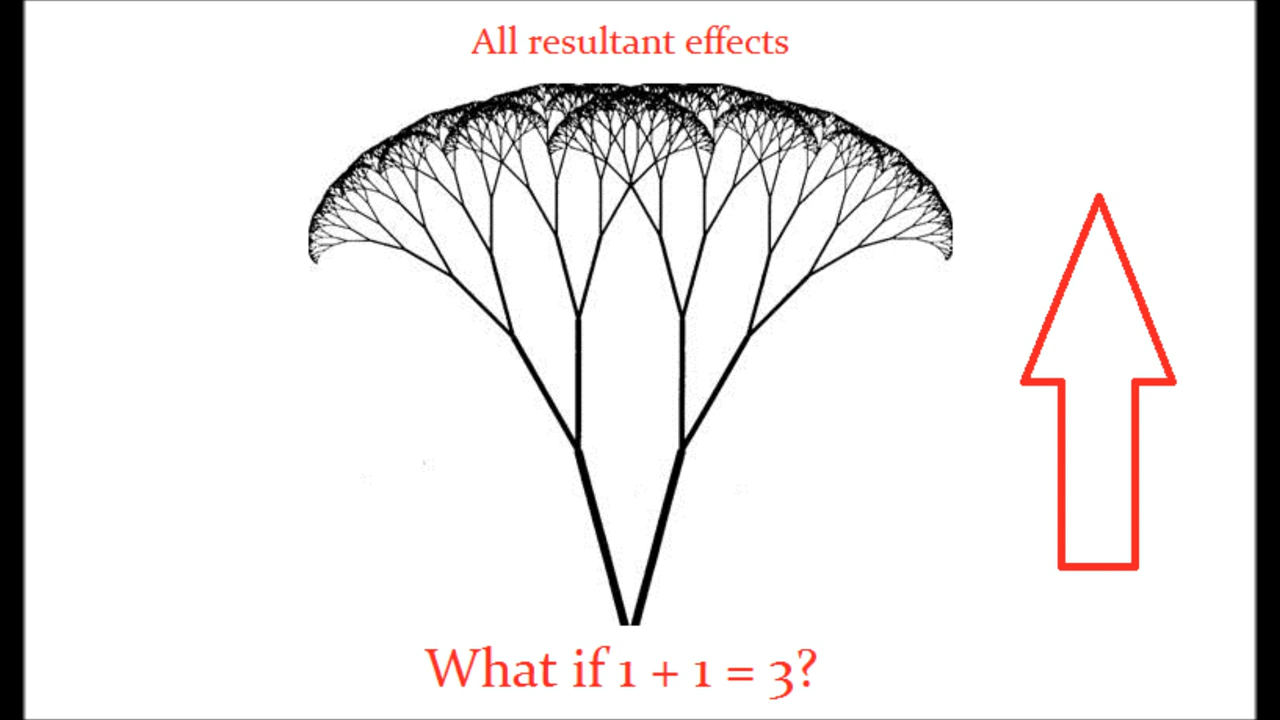 All resultant effects
What if 1 + 1 = 3?